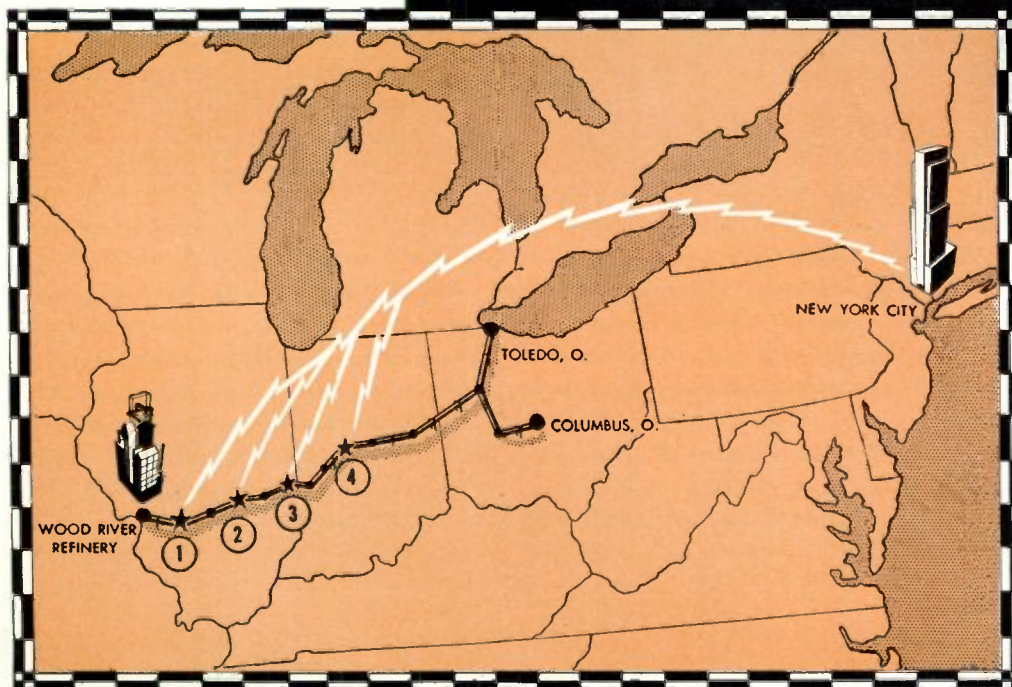 NEW YORK CITY
TOLEDO, O.
COLUMBUS, O.
WOOD RIVER
REFINERY
1
2
3
4